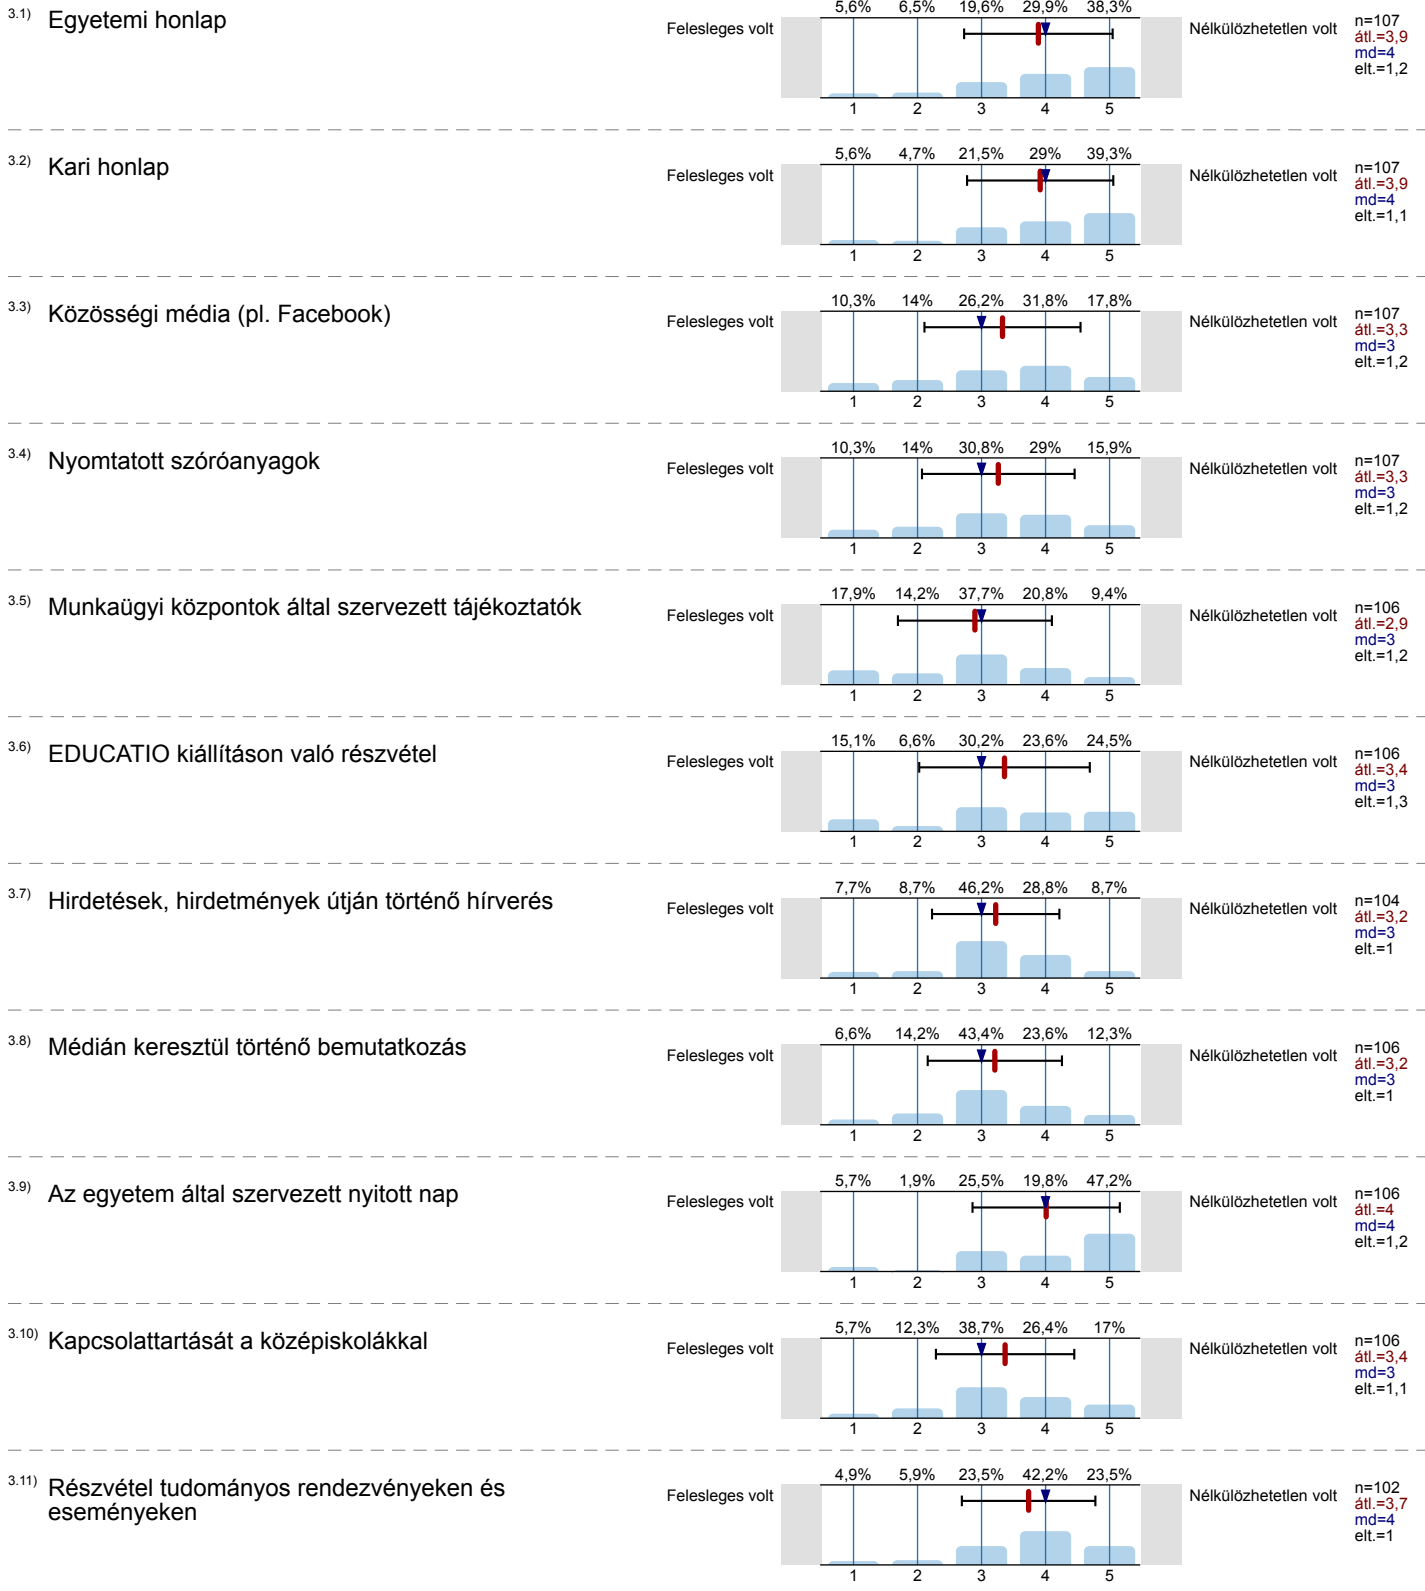 3.1) Egyetemi honlap
5,6% 6,5% 19,6% 29,9% 38,3%
Felesleges volt Nélkülözhetetlen volt
n=107
átl.=3,9
md=4
elt.=1,2
1 2 3 4 5
3.2) Kari honlap
5,6% 4,7% 21,5% 29% 39,3%
Felesleges volt Nélkülözhetetlen volt
n=107
átl.=3,9
md=4
elt.=1,1
1 2 3 4 5
3.3) Közösségi média (pl. Facebook)
10,3% 14% 26,2% 31,8% 17,8%
Felesleges volt Nélkülözhetetlen volt
n=107
átl.=3,3
md=3
elt.=1,2
1 2 3 4 5
3.4) Nyomtatott szóróanyagok
10,3% 14% 30,8% 29% 15,9%
Felesleges volt Nélkülözhetetlen volt
n=107
átl.=3,3
md=3
elt.=1,2
1 2 3 4 5
3.5) Munkaügyi központok által szervezett tájékoztatók
17,9% 14,2% 37,7% 20,8% 9,4%
Felesleges volt Nélkülözhetetlen volt
n=106
átl.=2,9
md=3
elt.=1,2
1 2 3 4 5
3.6) EDUCATIO kiállításon való részvétel
15,1% 6,6% 30,2% 23,6% 24,5%
Felesleges volt Nélkülözhetetlen volt
n=106
átl.=3,4
md=3
elt.=1,3
1 2 3 4 5
3.7) Hirdetések, hirdetmények útján történő hírverés
7,7% 8,7% 46,2% 28,8% 8,7%
Felesleges volt Nélkülözhetetlen volt
n=104
átl.=3,2
md=3
elt.=1
1 2 3 4 5
3.8) Médián keresztül történő bemutatkozás
6,6% 14,2% 43,4% 23,6% 12,3%
Felesleges volt Nélkülözhetetlen volt
n=106
átl.=3,2
md=3
elt.=1
1 2 3 4 5
3.9) Az egyetem által szervezett nyitott nap
5,7% 1,9% 25,5% 19,8% 47,2%
Felesleges volt Nélkülözhetetlen volt
n=106
átl.=4
md=4
elt.=1,2
1 2 3 4 5
3.10) Kapcsolattartását a középiskolákkal
5,7% 12,3% 38,7% 26,4% 17%
Felesleges volt Nélkülözhetetlen volt
n=106
átl.=3,4
md=3
elt.=1,1
1 2 3 4 5
3.11) Részvétel tudományos rendezvényeken és
eseményeken
4,9% 5,9% 23,5% 42,2% 23,5%
Felesleges volt Nélkülözhetetlen volt
n=102
átl.=3,7
md=4
elt.=1
1 2 3 4 5